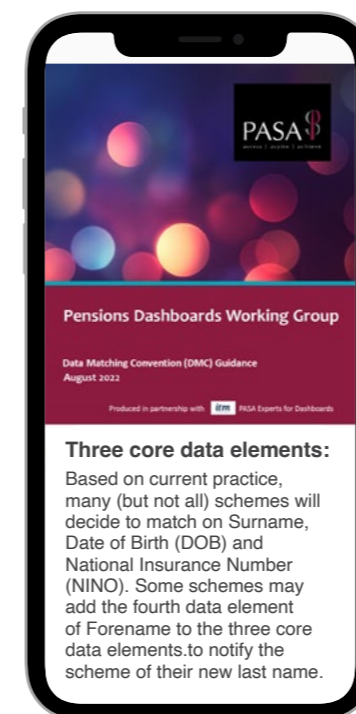 PASA
access | aspire | achieve
Pensions Dashboards Working Group
Data Matching Convention (DMC) Guidance
August 2022
Produced in partnership with itm PASA Experts for Dashboards
Three core data elements:
Based on current practice,
many (but not all) schemes will
decide to match on Surname,
Date of Birth (DOB) and
National Insurance Number
(NINO). Some schemes may
add the fourth data element
of Forename to the three core
data elements.to notify the
scheme of their new last name.